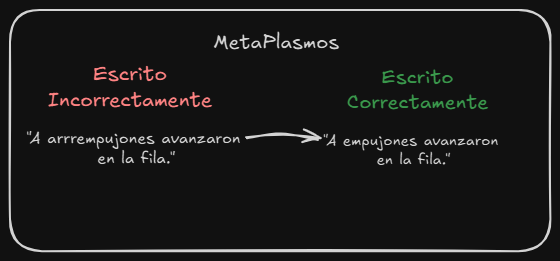 MetaPlasmos
Escrito
Incorrectamente
Escrito
Correctamente
"A arrrempujones avanzaron
en la fila."
"A empujones avanzaron
en la fila."